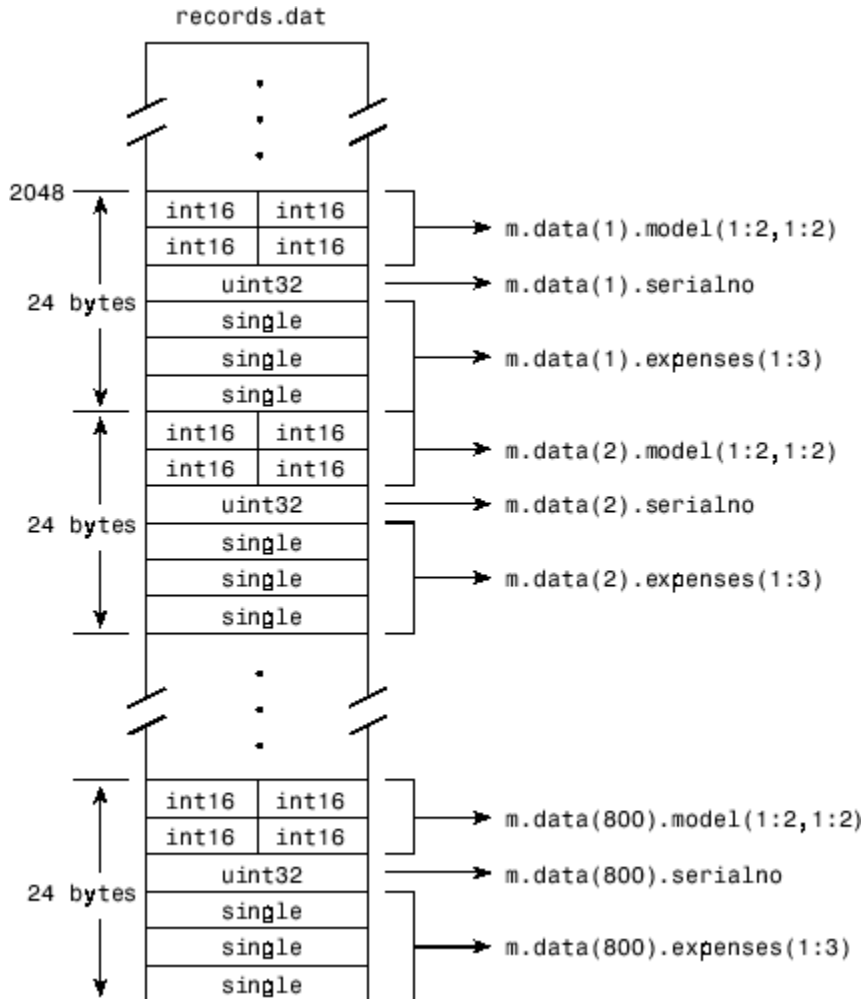 records.dat
2048
int16 int16 m.data(1).model(1:2,1:2)
int16 int16
uint32 m.data(1).serialno
24 bytes
single
single m.data(1).expenses(1:3)
single
int16 int16 m.data(2).model(1:2,1:2)
int16 int16
uint32 m.data(2).serialno
24 bytes
single
single m.data(2).expenses(1:3)
single
int16 int16 m.data(800).model(1:2,1:2)
int16 int16
uint32 m.data(800).serialno
24 bytes
single
single m.data(800).expenses(1:3)
single